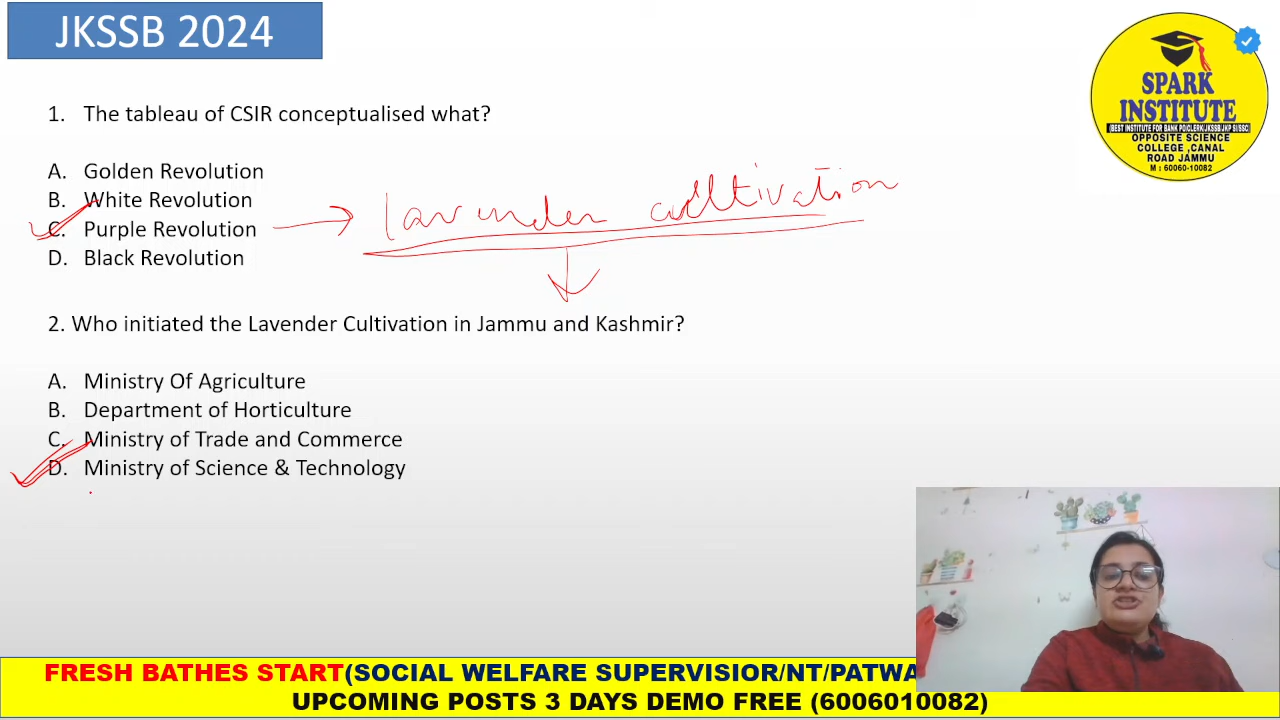 JKSSB 2024
SPARK
INSTITUTE
(BEST INSTITUTE FOR BANK PO/CLERK/JKSSB/JKP SI/SSC)
OPPOSITE SCIENCE
COLLEGE ,CANAL
ROAD JAMMU
M : 60060-10082
1. The tableau of CSIR conceptualised what?
A. Golden Revolution
B. White Revolution
C. Purple Revolution
lavender cultivation
D. Black Revolution
2. Who initiated the Lavender Cultivation in Jammu and Kashmir?
A. Ministry Of Agriculture
B. Department of Horticulture
C. Ministry of Trade and Commerce
D. Ministry of Science & Technology
FRESH BATHES START(SOCIAL WELFARE SUPERVISIOR/NT/PATWA
UPCOMING POSTS 3 DAYS DEMO FREE (6006010082)